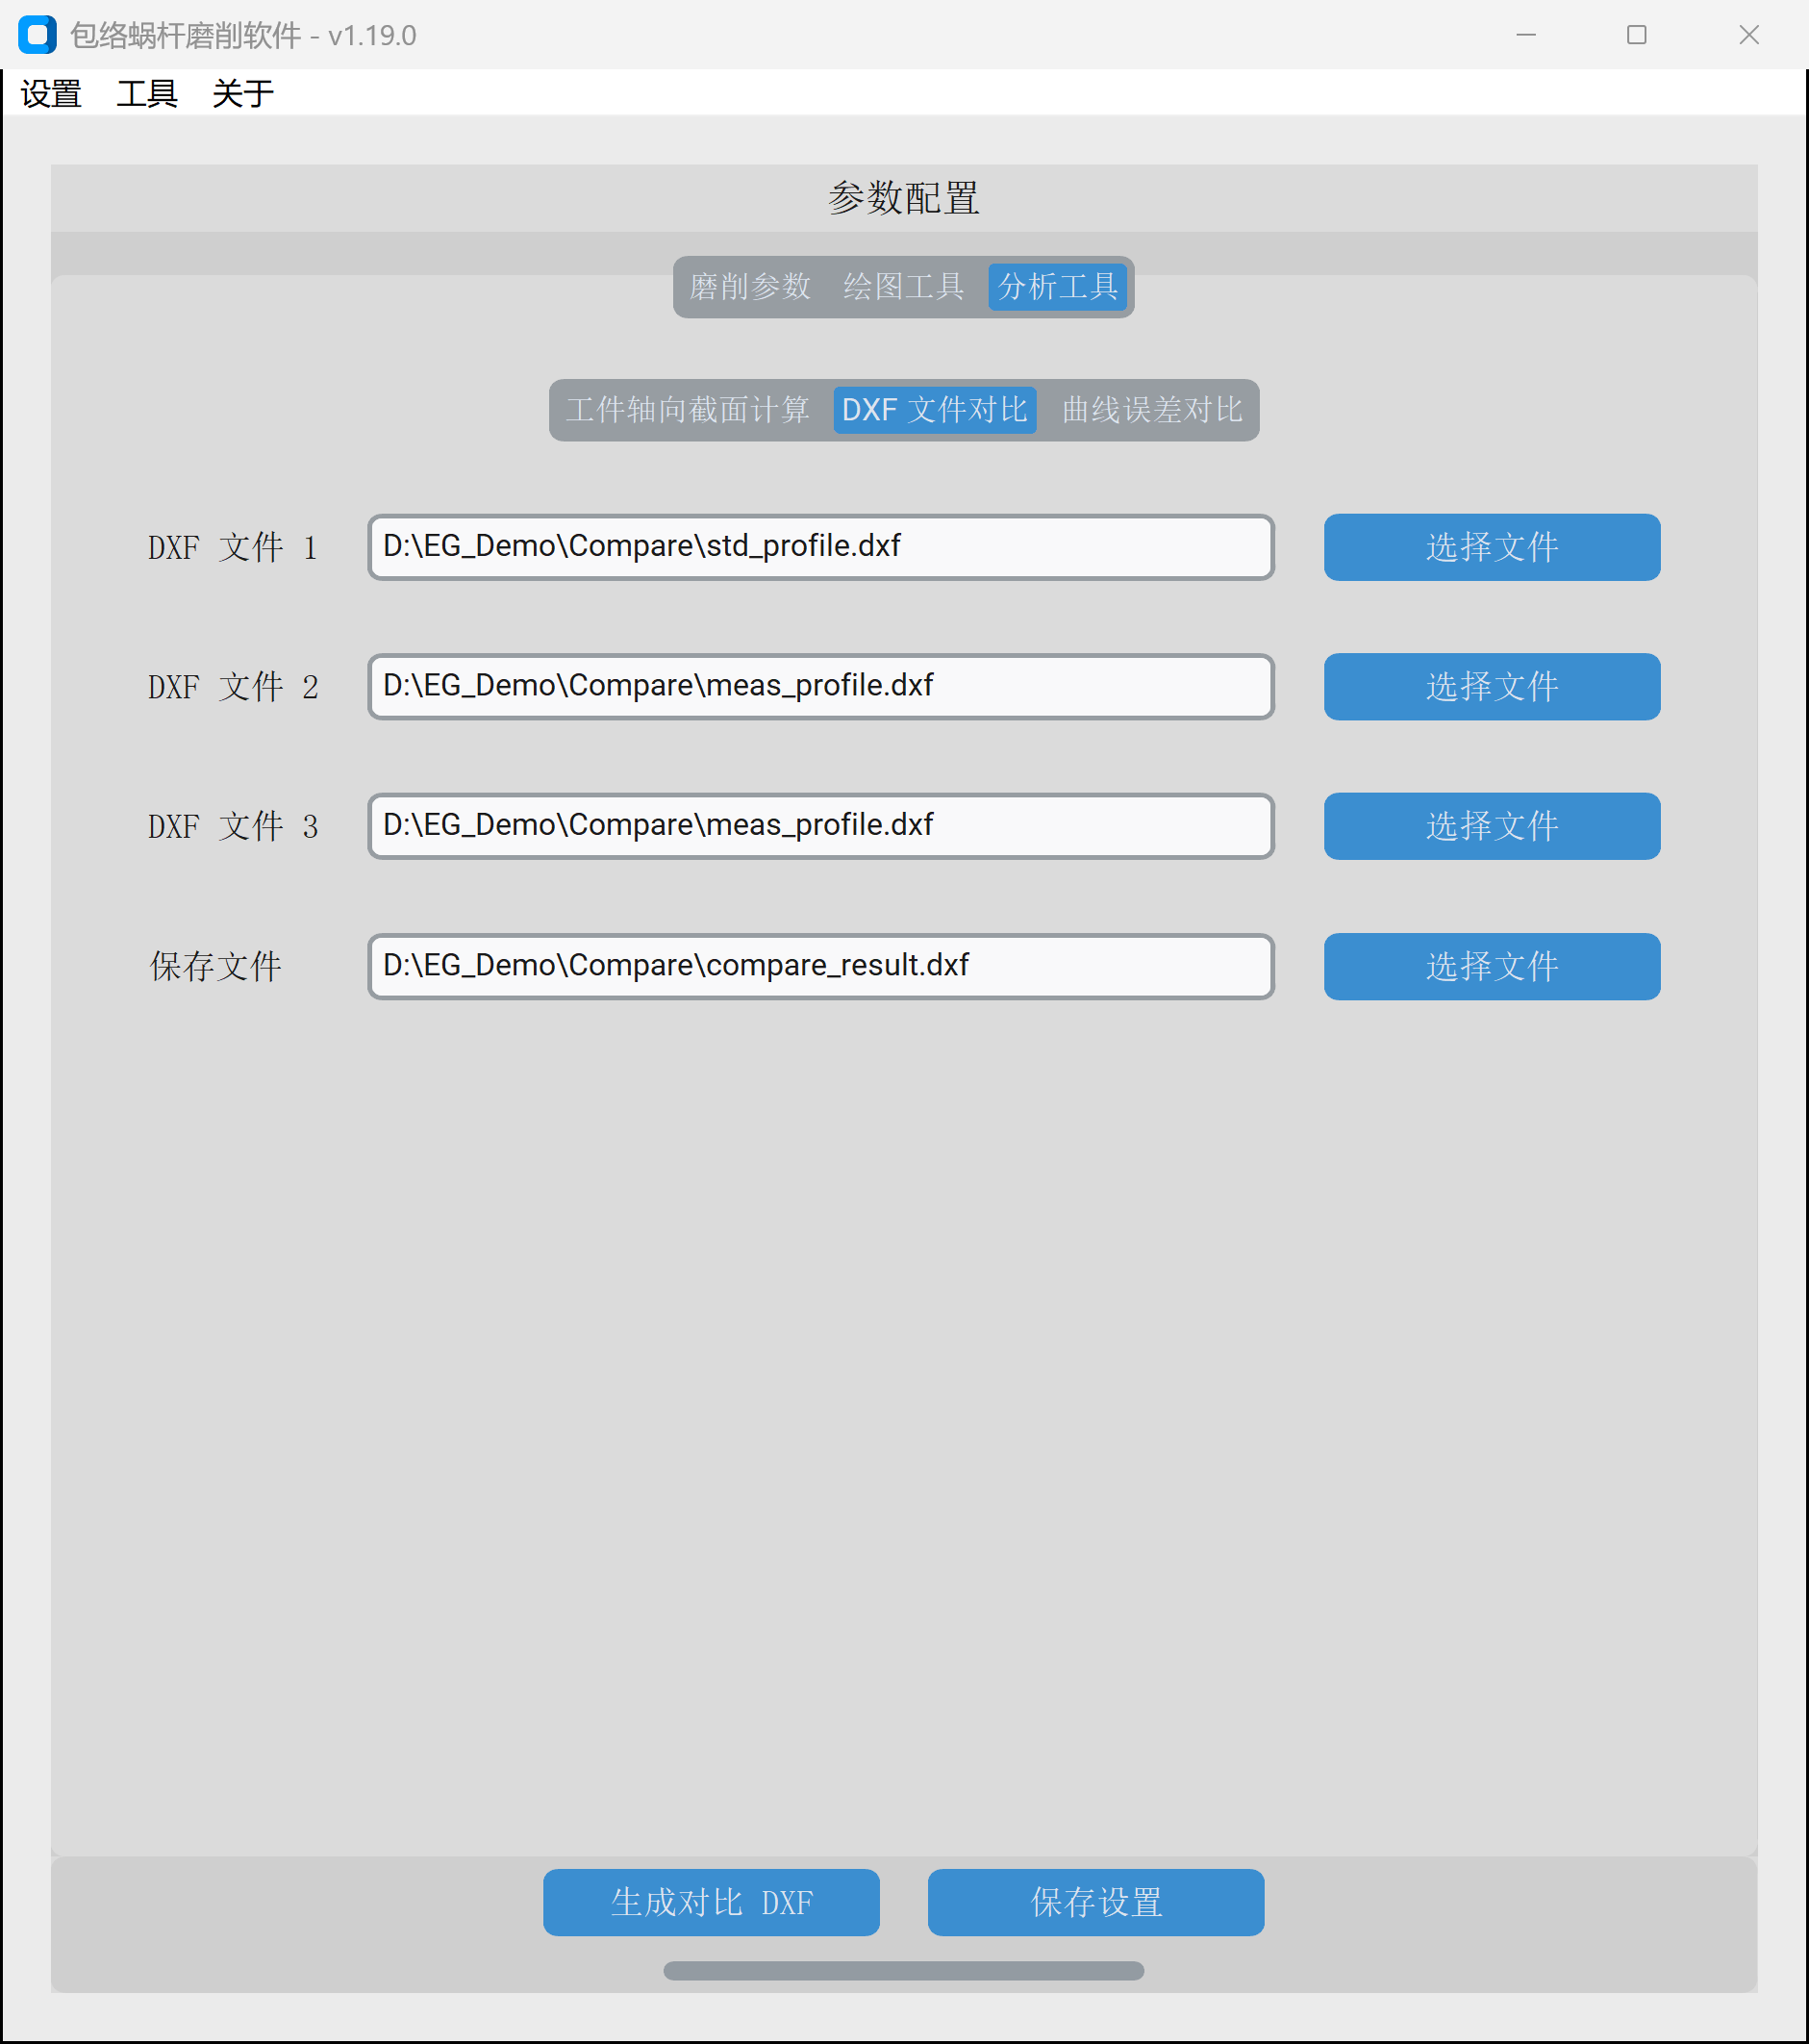 包络蜗杆磨削软件 - v1.19.0
设置 工具 关于
参数配置
磨削参数 绘图工具 分析工具
工件轴向截面计算 DXF 文件对比 曲线误差对比
DXF 文件 1 D:\EG_Demo\Compare\std_profile.dxf 选择文件
DXF 文件 2 D:\EG_Demo\Compare\meas_profile.dxf 选择文件
DXF 文件 3 D:\EG_Demo\Compare\meas_profile.dxf 选择文件
保存文件 D:\EG_Demo\Compare\compare_result.dxf 选择文件
生成对比 DXF 保存设置